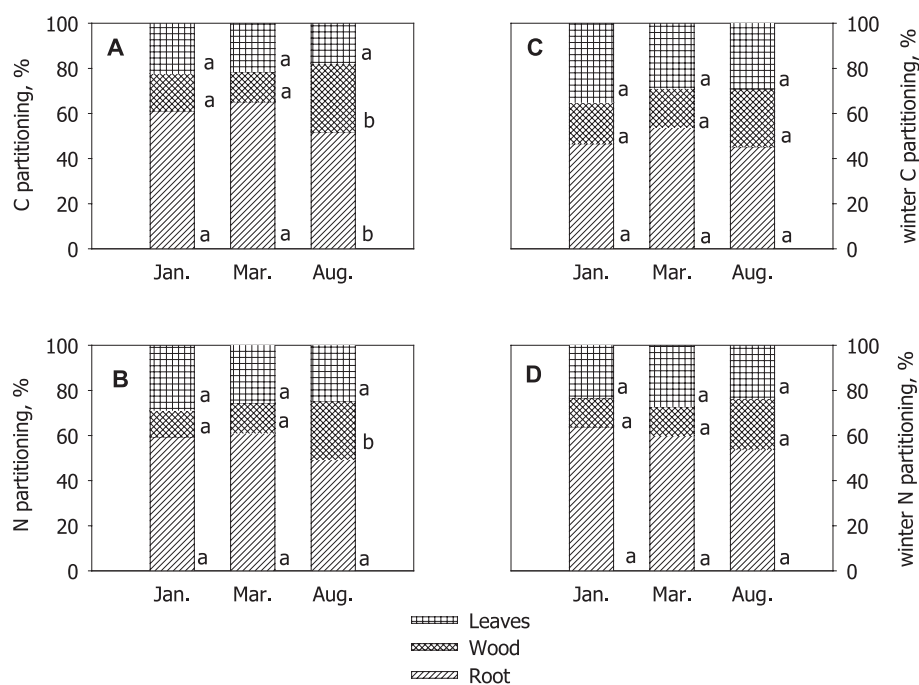 A
C partitioning, %
100
80
60
40
20
0
a a a
a a b
a a b
Jan. Mar. Aug.
C
winter C partitioning, %
100
80
60
40
20
0
a a a
a a a
a a a
Jan. Mar. Aug.
B
N partitioning, %
100
80
60
40
20
0
a a a
a a b
a a a
Jan. Mar. Aug.
D
winter N partitioning, %
100
80
60
40
20
0
a a a
a a a
a a a
Jan. Mar. Aug.
Leaves
Wood
Root